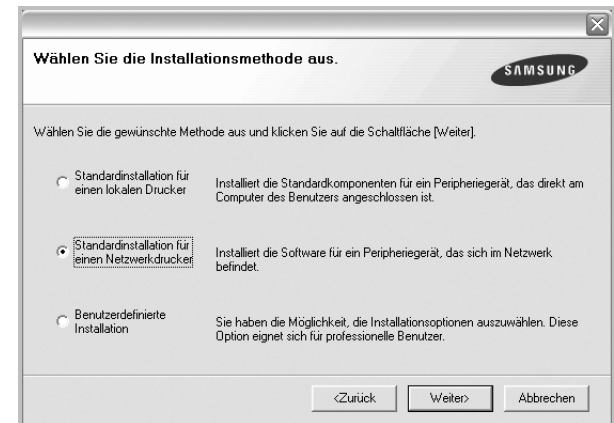 Wählen Sie die Installationsmethode aus.
SAMSUNG
Wählen Sie die gewünschte Methode aus und klicken Sie auf die Schaltfläche [Weiter].
Standardinstallation für
einen lokalen Drucker
Installiert die Standardkomponenten für ein Peripheriegerät, das direkt am
Computer des Benutzers angeschlossen ist.
Standardinstallation für
einen Netzwerkdrucker
Installiert die Software für ein Peripheriegerät, das sich im Netzwerk
befindet.
Benutzerdefinierte
Installation
Sie haben die Möglichkeit, die Installationsoptionen auszuwählen. Diese
Option eignet sich für professionelle Benutzer.
<Zurück
Weiter>
Abbrechen